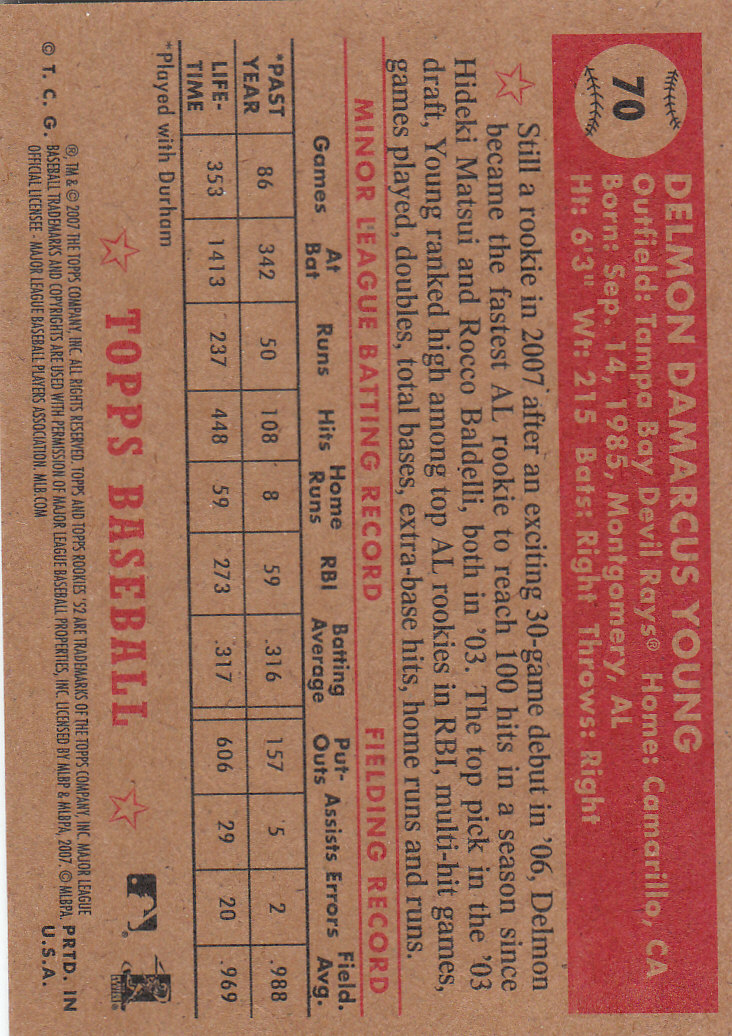 70
DELMON DAMARCUS YOUNG
Outfield: Tampa Bay Devil Rays® Home: Camarillo, CA
Born: Sep. 14, 1985, Montgomery, AL
Ht: 6'3" Wt: 215 Bats: Right Throws: Right
Still a rookie in 2007 after an exciting 30-game debut in '06, Delmon
became the fastest AL rookie to reach 100 hits in a season since
Hideki Matsui and Rocco Baldelli, both in '03. The top pick in the '03
draft, Young ranked high among top AL rookies in RBI, multi-hit games,
games played, doubles, total bases, extra-base hits, home runs and runs.
MINOR LEAGUE BATTING RECORD FIELDING RECORD
Games At Bat Runs Hits Home Runs RBI Batting Average Put-Outs Assists Errors Field. Avg.
*PAST YEAR 86 342 50 108 8 59 .316 157 5 2 .988
LIFE-TIME 353 1413 237 448 59 273 .317 606 29 20 .969
*Played with Durham
TOPPS BASEBALL
®, TM & © 2007 THE TOPPS COMPANY, INC. ALL RIGHTS RESERVED. TOPPS AND TOPPS ROOKIES '52 ARE TRADEMARKS OF THE TOPPS COMPANY, INC. MAJOR LEAGUE
BASEBALL TRADEMARKS AND COPYRIGHTS ARE USED WITH PERMISSION OF MAJOR LEAGUE BASEBALL PROPERTIES, INC. LICENSED BY MLBP & MLBPA, 2007. © MLBPA.
OFFICIAL LICENSEE - MAJOR LEAGUE BASEBALL PLAYERS ASSOCIATION. MLB.COM
© T. C. G.
PRTD. IN
U.S.A.